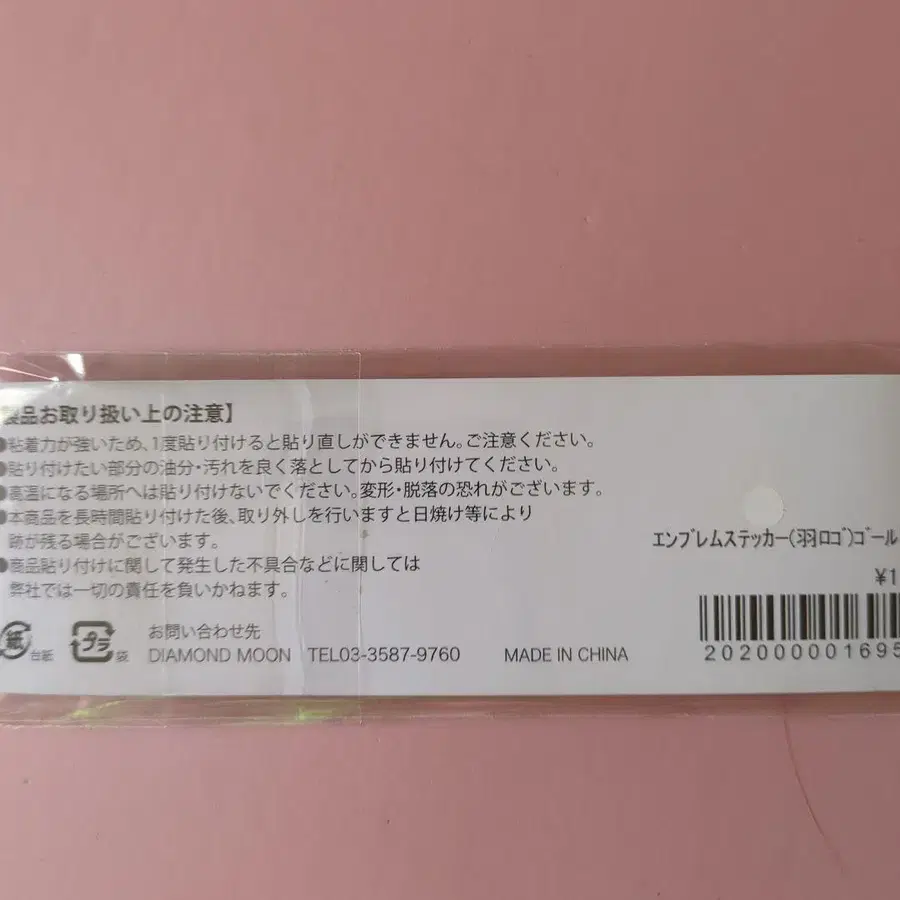 製品お取り扱い上の注意】
●粘着力が強いため、1度貼り付けると貼り直しができません。ご注意ください。
●貼り付けたい部分の油分・汚れを良く落としてから貼り付けてください。
●高温になる場所へは貼り付けないでください。変形・脱落の恐れがございます。
●本商品を長時間貼り付けた後、取り外しを行いますと日焼け等により
跡が残る場合がございます。
●商品貼り付けに関して発生した不具合などに関しては
弊社では一切の責任を負いかねます。
エンブレムステッカー(羽ロゴ)ゴール
¥1
202000001695
紙 台紙 プラ 袋
お問い合わせ先
DIAMOND MOON TEL03-3587-9760 MADE IN CHINA